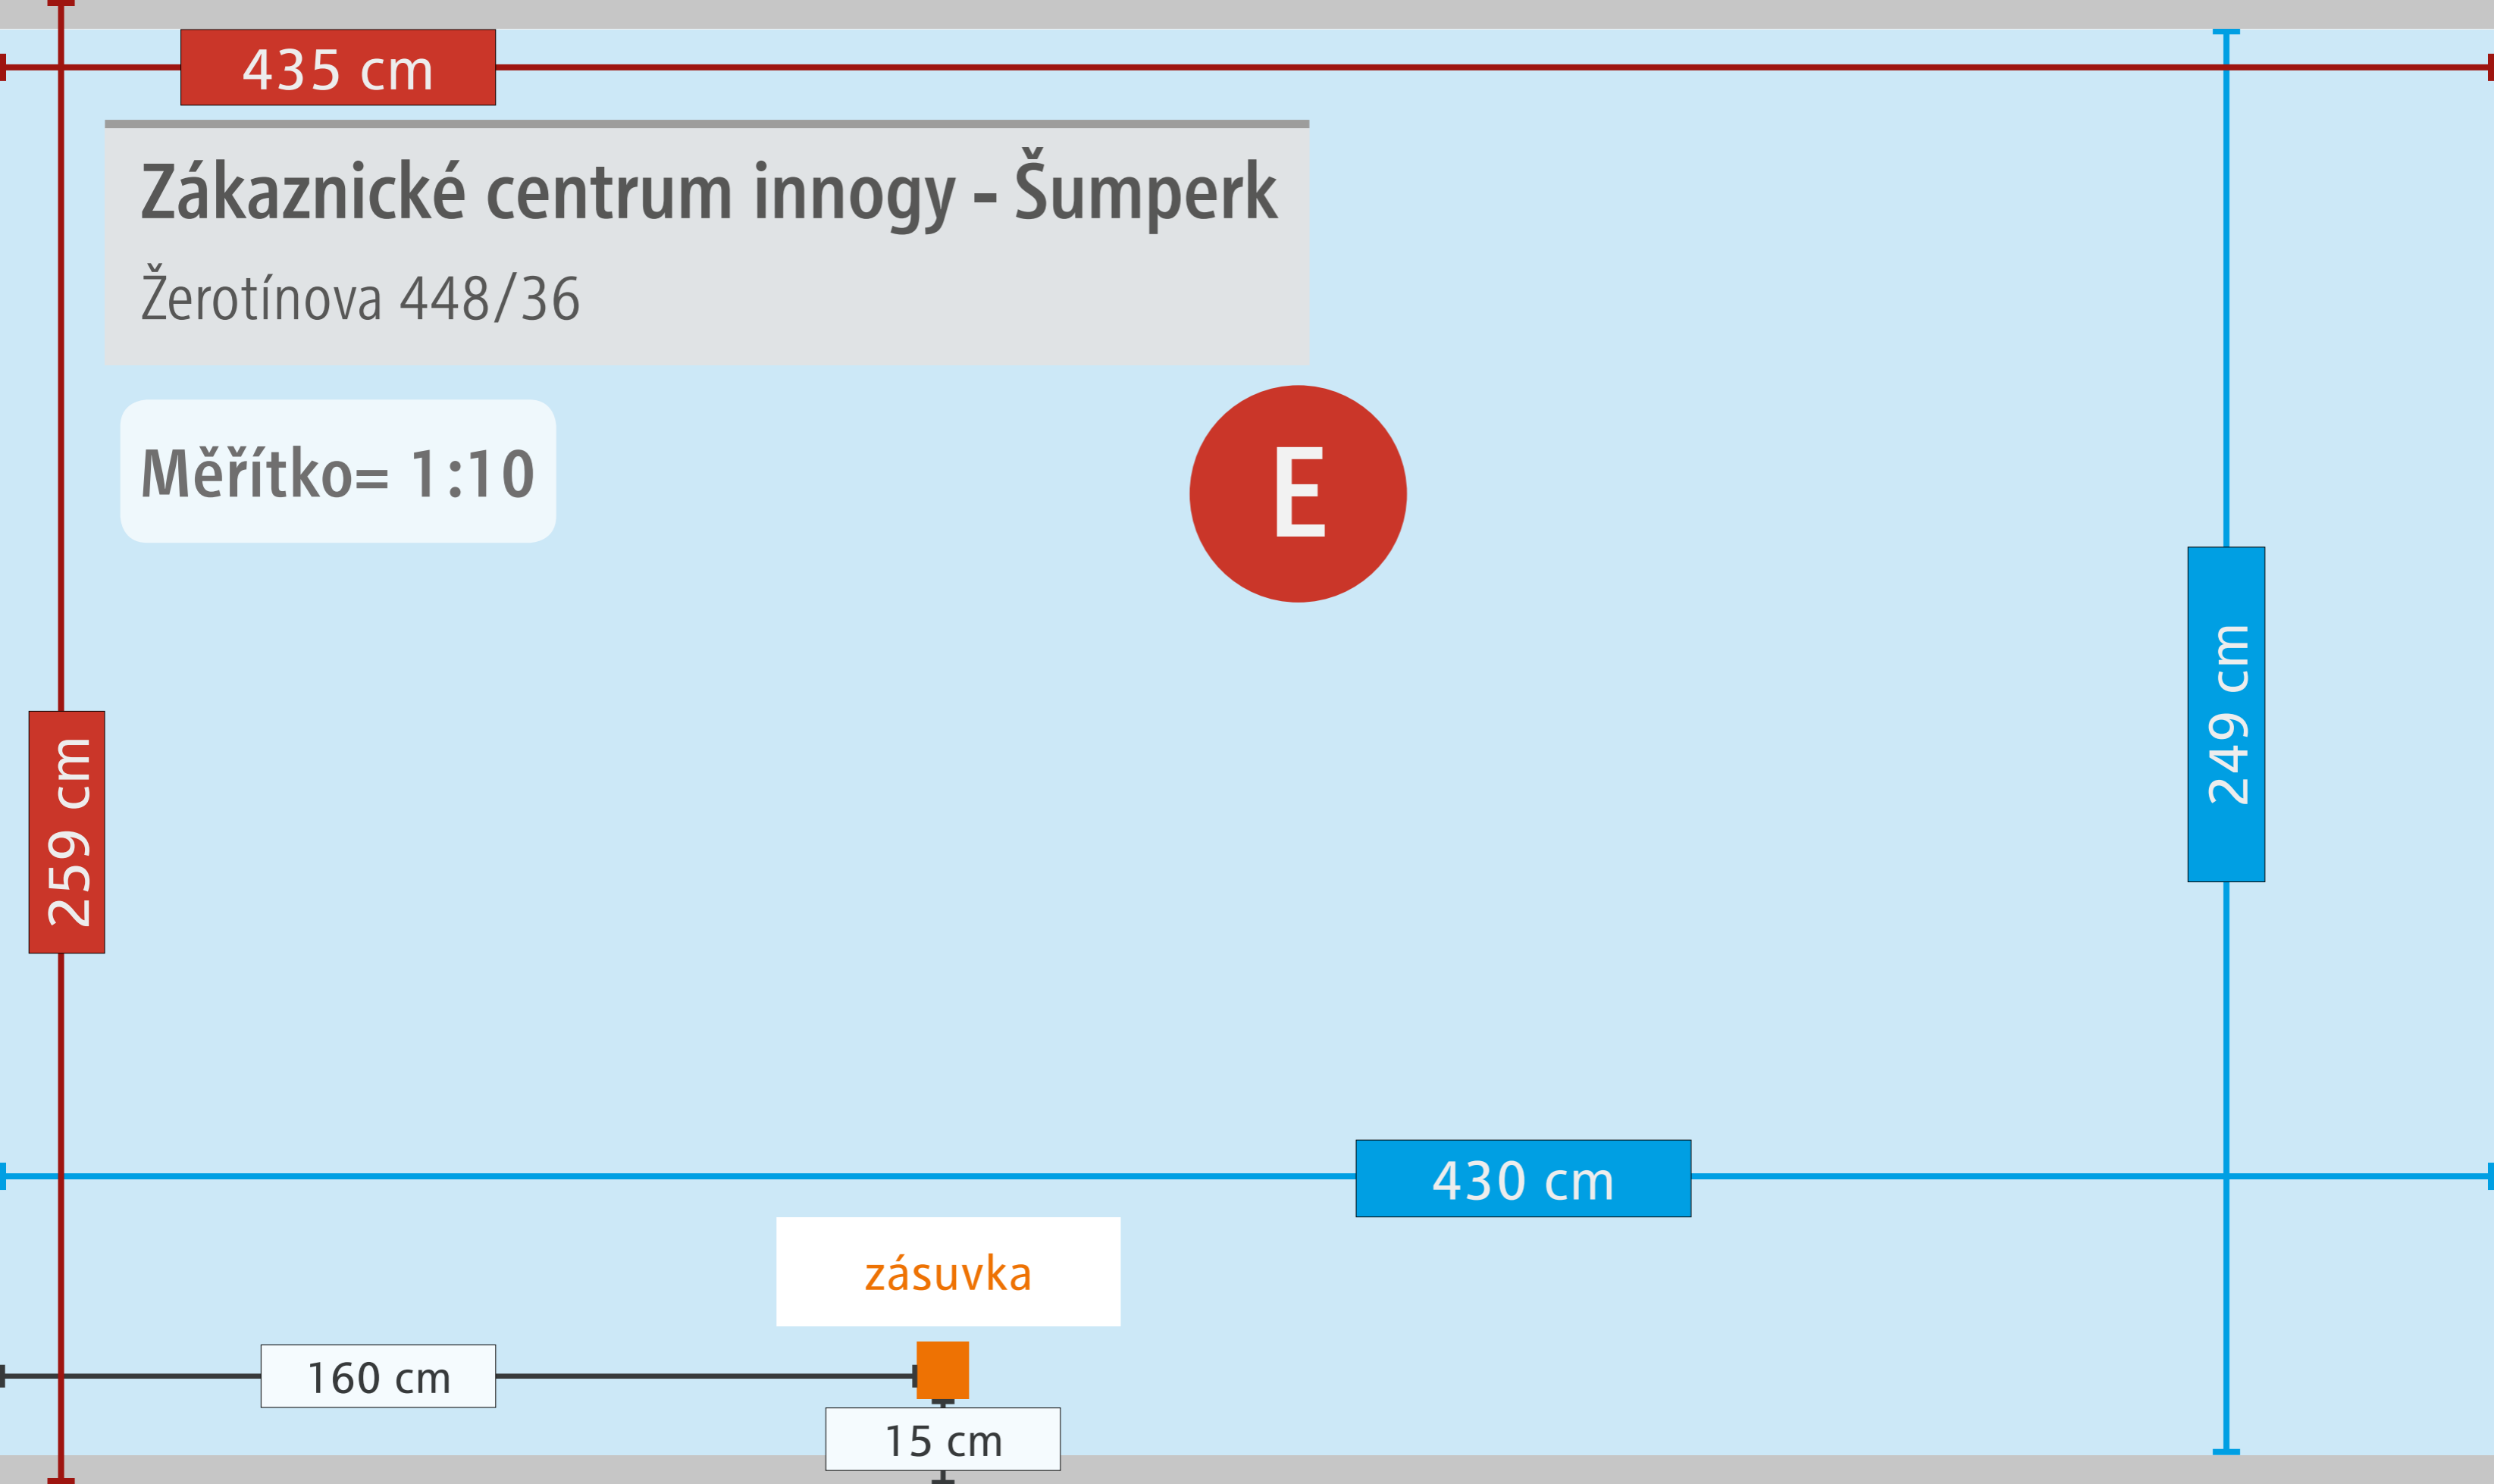 435 cm
Zákaznické centrum innogy - Šumperk
Žerotínova 448/36
Měřítko= 1:10
E
259 cm
249 cm
430 cm
zásuvka
160 cm
15 cm